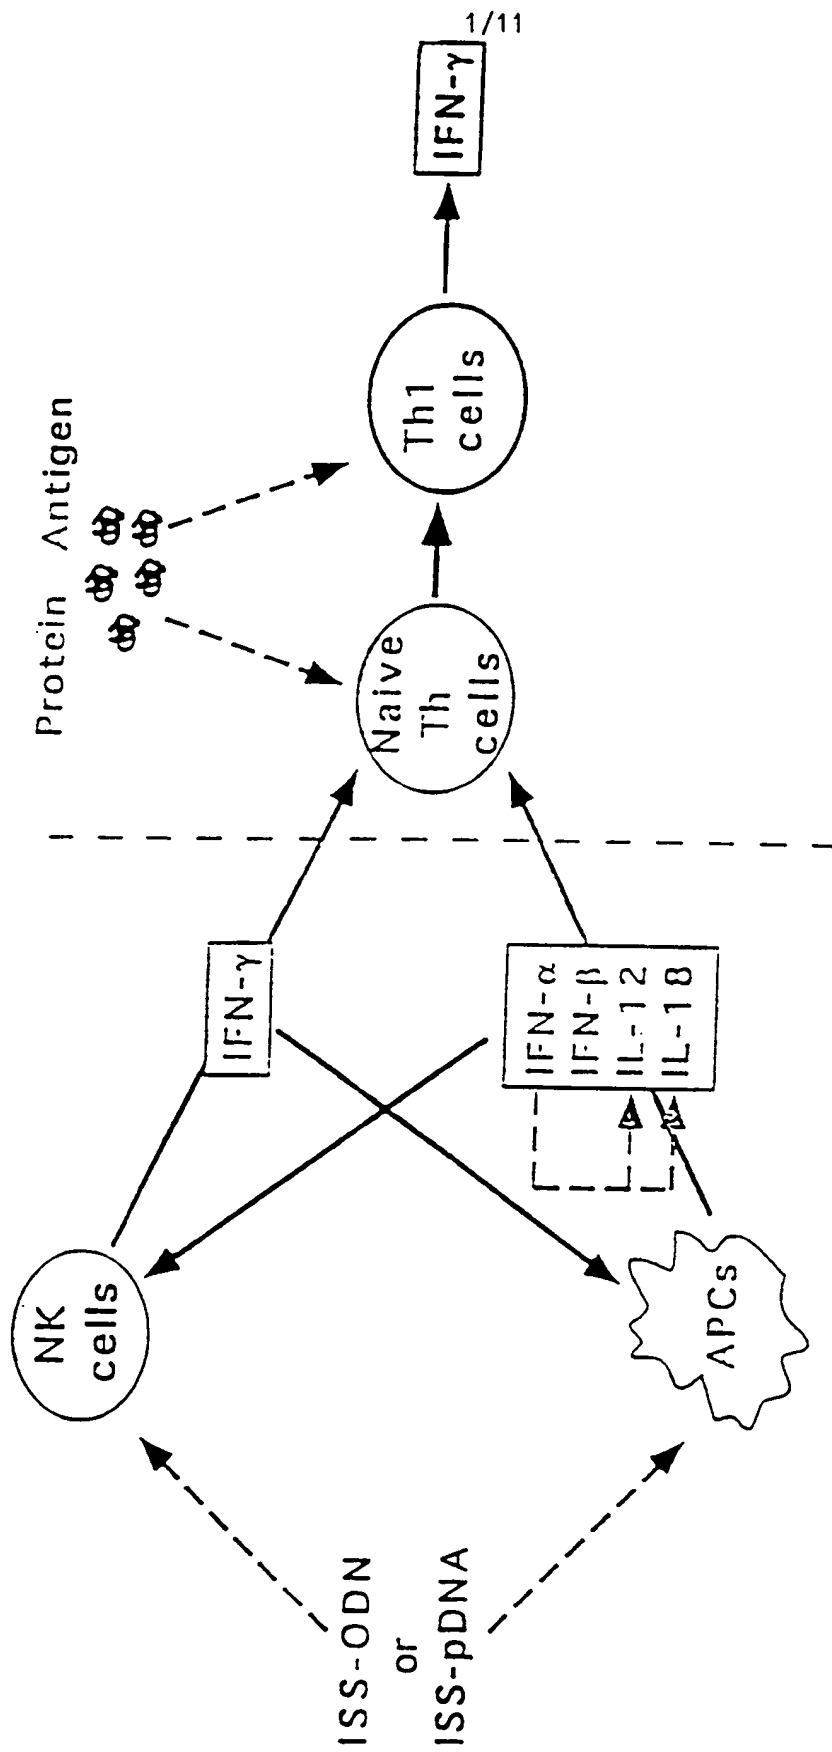 1/11
ISS-ODN
or
ISS-pDNA
NK
cells
APCs
IFN-γ
IFN-α
IFN-β
IL-12
IL-18
Protein Antigen
Naive
Th
cells
Th1
cells
IFN-γ